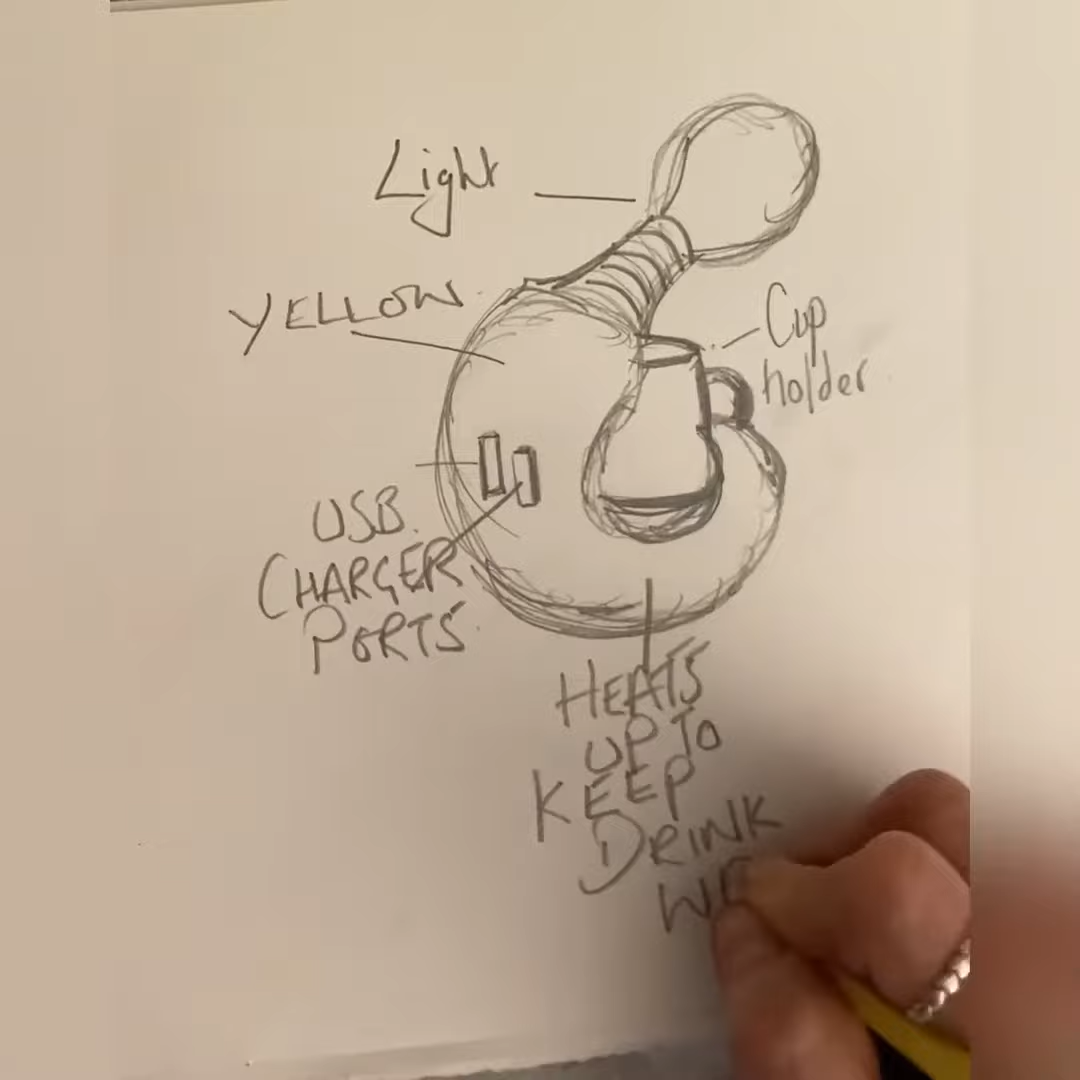 Light
YELLOW.
Cup
holder
USB.
CHARGER
PORTS.
HEATS
UP TO
KEEP
DRINK